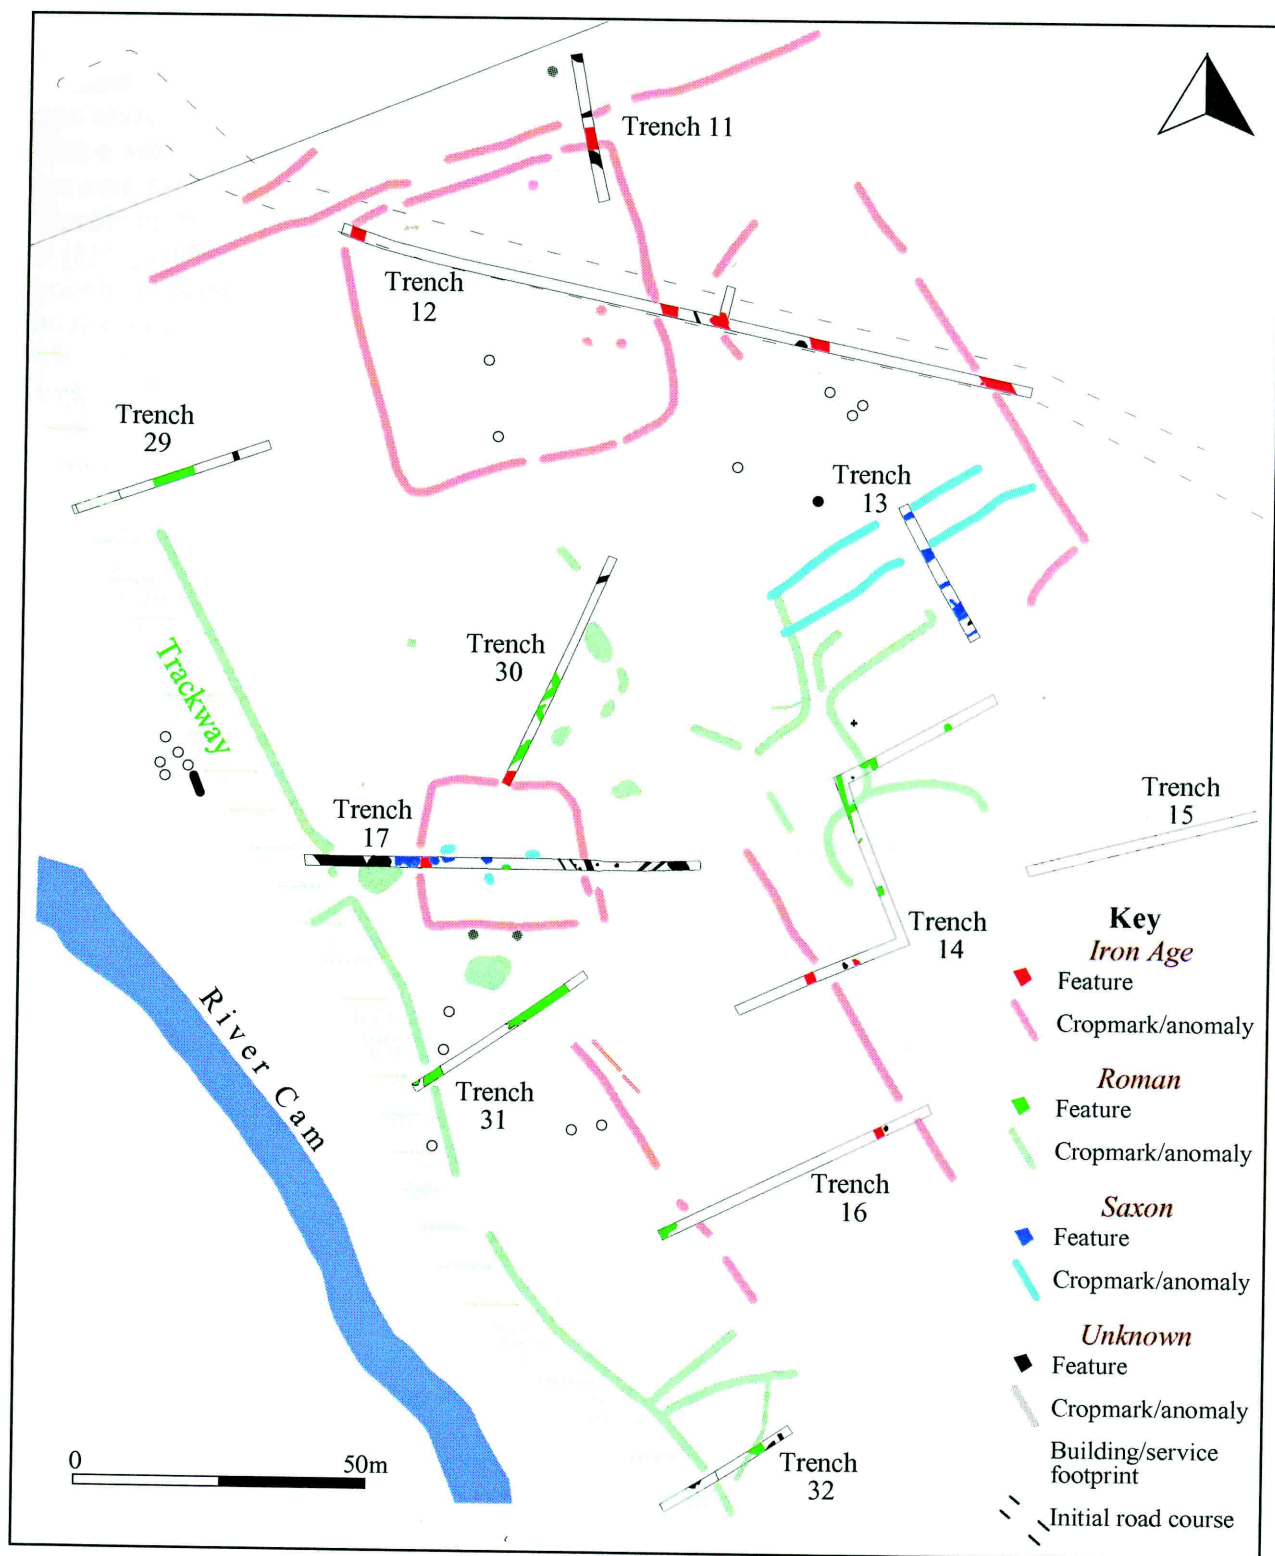 Trench 11
Trench
12
Trench
29
Trench
13
Trench
30
Trackway
Trench
17
Trench
15
Trench
14
River Cam
Trench
31
Trench
16
Trench
32
0
50m
Key
Iron Age
Feature
Cropmark/anomaly
Roman
Feature
Cropmark/anomaly
Saxon
Feature
Cropmark/anomaly
Unknown
Feature
Cropmark/anomaly
Building/service
footprint
Initial road course